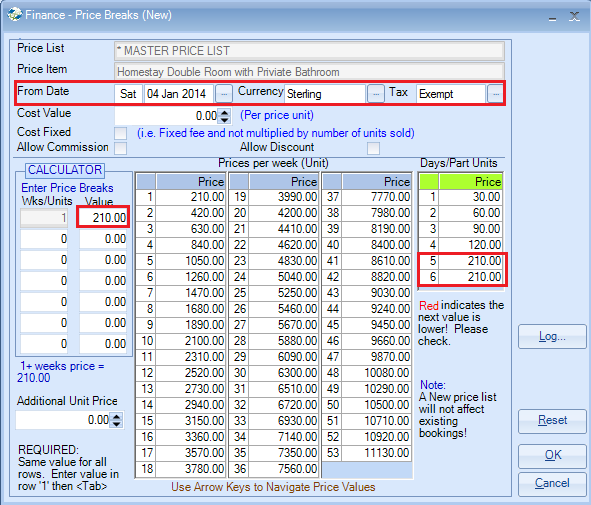 Finance - Price Breaks (New)
Price List * MASTER PRICE LIST
Price Item Homestay Double Room with Priviate Bathroom
From Date Sat 04 Jan 2014 ... Currency Sterling ... Tax Exempt ...
Cost Value 0.00 (Per price unit)
Cost Fixed (i.e. Fixed fee and not multiplied by number of units sold)
Allow Commission Allow Discount
CALCULATOR
Enter Price Breaks
Wks/Units Value
1 210.00
0 0.00
0 0.00
0 0.00
0 0.00
0 0.00
0 0.00
0 0.00
1+ weeks price =
210.00
Additional Unit Price
0.00
REQUIRED:
Same value for all
rows. Enter value in
row '1' then <Tab>
Prices per week (Unit)
Price Price Price
1 210.00 19 3990.00 37 7770.00
2 420.00 20 4200.00 38 7980.00
3 630.00 21 4410.00 39 8190.00
4 840.00 22 4620.00 40 8400.00
5 1050.00 23 4830.00 41 8610.00
6 1260.00 24 5040.00 42 8820.00
7 1470.00 25 5250.00 43 9030.00
8 1680.00 26 5460.00 44 9240.00
9 1890.00 27 5670.00 45 9450.00
10 2100.00 28 5880.00 46 9660.00
11 2310.00 29 6090.00 47 9870.00
12 2520.00 30 6300.00 48 10080.00
13 2730.00 31 6510.00 49 10290.00
14 2940.00 32 6720.00 50 10500.00
15 3150.00 33 6930.00 51 10710.00
16 3360.00 34 7140.00 52 10920.00
17 3570.00 35 7350.00 53 11130.00
18 3780.00 36 7560.00
Use Arrow Keys to Navigate Price Values
Days/Part Units
Price
1 30.00
2 60.00
3 90.00
4 120.00
5 210.00
6 210.00
Red indicates the
next value is
lower! Please
check.
Note:
A New price list
will not affect
existing
bookings!
Log...
Reset
OK
Cancel